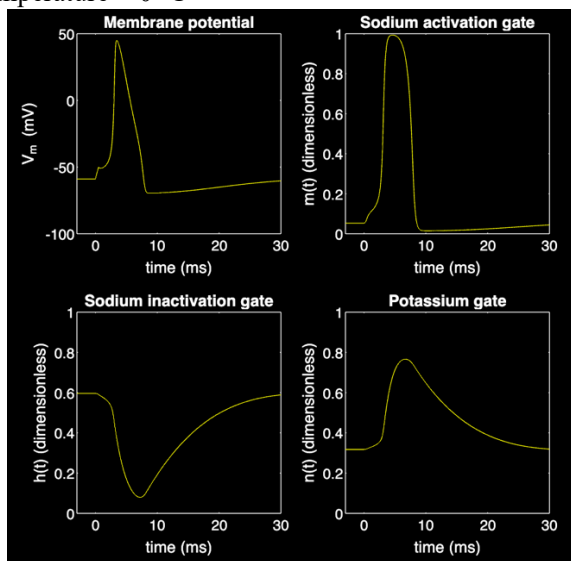 Membrane potential
50
0
-50
-100
V_m (mV)
0 10 20 30
time (ms)
Sodium activation gate
1
0.8
0.6
0.4
0.2
0
m(t) (dimensionless)
0 10 20 30
time (ms)
Sodium inactivation gate
1
0.8
0.6
0.4
0.2
0
h(t) (dimensionless)
0 10 20 30
time (ms)
Potassium gate
1
0.8
0.6
0.4
0.2
0
n(t) (dimensionless)
0 10 20 30
time (ms)